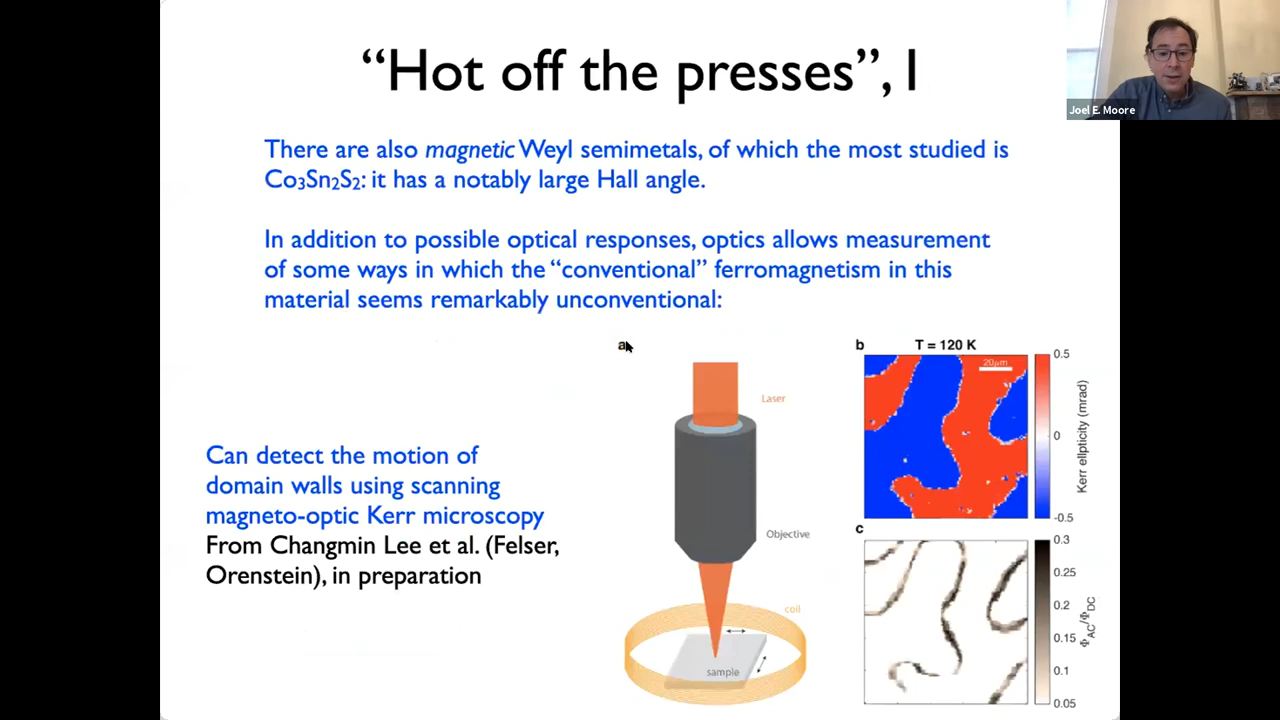 “Hot off the presses”, I
Joel E. Moore
There are also magnetic Weyl semimetals, of which the most studied is
Co3Sn2S2: it has a notably large Hall angle.
In addition to possible optical responses, optics allows measurement
of some ways in which the “conventional” ferromagnetism in this
material seems remarkably unconventional:
Can detect the motion of
domain walls using scanning
magneto-optic Kerr microscopy
From Changmin Lee et al. (Felser,
Orenstein), in preparation
a
Laser
Objective
coil
sample
b
T = 120 K
20μm
0.5
0
-0.5
Kerr ellpticity (mrad)
c
0.3
0.25
0.2
0.15
0.1
0.05
ΦAC/ΦDC